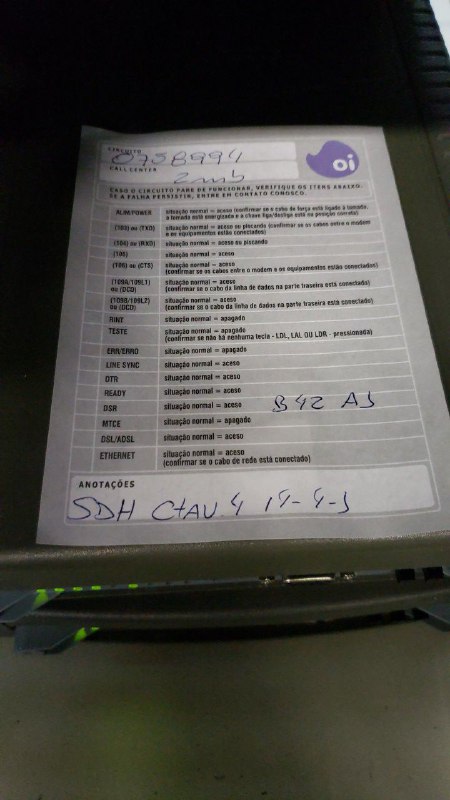 CIRCUITO
0758994
CALL CENTER
2mb
oi
CASO O CIRCUITO PARE DE FUNCIONAR, VERIFIQUE OS ITENS ABAIXO.
SE A FALHA PERSISTIR, ENTRE EM CONTATO CONOSCO.
ALIM/POWER situação normal = aceso (confirmar se o cabo de força está ligado à tomada,
a tomada está energizada e a chave liga/desliga está na posição correta)
(103) ou (TXD) situação normal = aceso ou piscando (confirmar se os cabos entre o modem
e os equipamentos estão conectados)
(104) ou (RXD) situação normal = aceso ou piscando
(105) situação normal = aceso
(106) ou (CTS) situação normal = aceso
(confirmar se os cabos entre o modem e os equipamentos estão conectados)
(109A/109L1) situação normal = aceso
ou (DCD) (confirmar se o cabo da linha de dados na parte traseira está conectado)
(109B/109L2) situação normal = aceso
ou (DCD) (confirmar se o cabo da linha de dados na parte traseira está conectado)
RINT situação normal = apagado
TESTE situação normal = apagado
(confirmar se não há nenhuma tecla - LDL, LAL OU LDR - pressionada)
ERR/ERRO situação normal = apagado
LINE SYNC situação normal = aceso
DTR situação normal = aceso
READY situação normal = aceso
DSR situação normal = aceso
MTCE situação normal = apagado
DSL/ADSL situação normal = aceso
ETHERNET situação normal = aceso
(confirmar se o cabo de rede está conectado)
ANOTAÇÕES
SDH